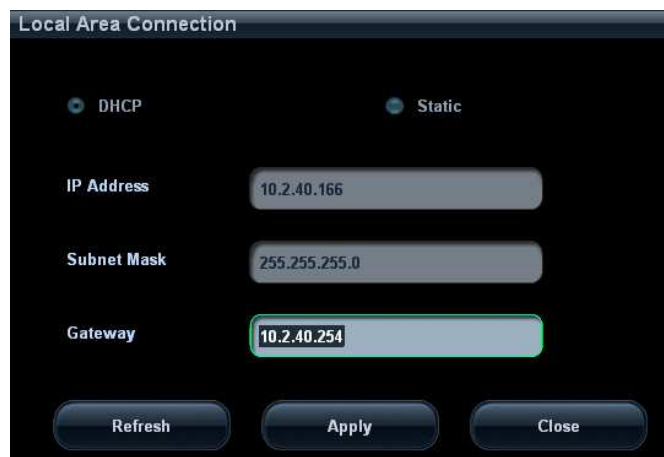 Local Area Connection
DHCP Static
IP Address 10.2.40.166
Subnet Mask 255.255.255.0
Gateway 10.2.40.254
Refresh Apply Close